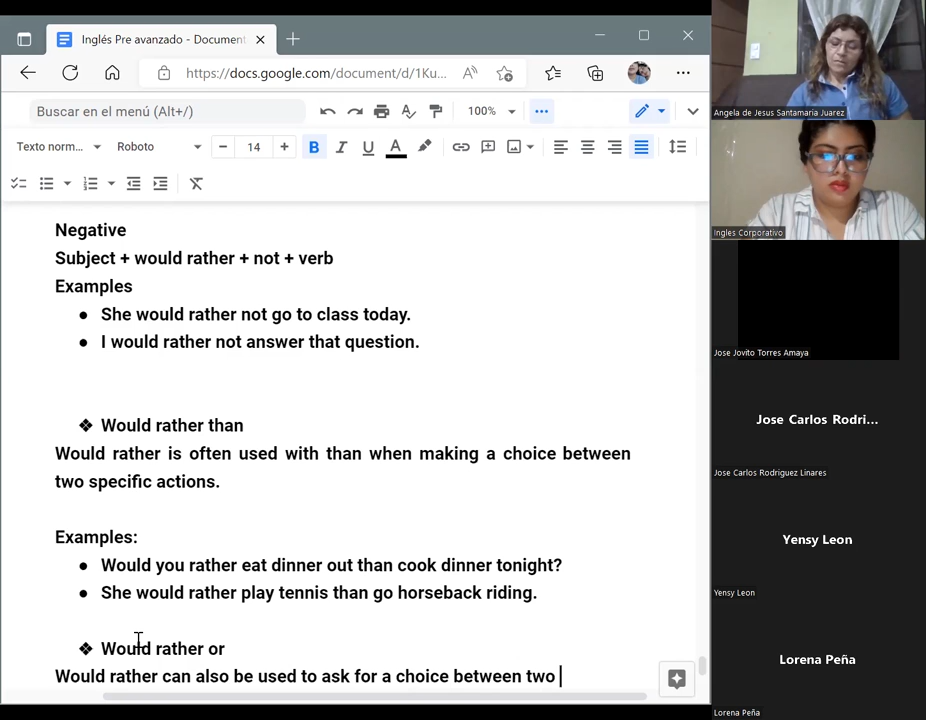 Inglés Pre avanzado - Document
https://docs.google.com/document/d/1Ku...
Buscar en el menú (Alt+/)
100%
Texto norm...
Roboto
14
Negative
Subject + would rather + not + verb
Examples
● She would rather not go to class today.
● I would rather not answer that question.
❖ Would rather than
Would rather is often used with than when making a choice between
two specific actions.
Examples:
● Would you rather eat dinner out than cook dinner tonight?
● She would rather play tennis than go horseback riding.
❖ Would rather or
Would rather can also be used to ask for a choice between two
Angela de Jesus Santamaria Juarez
Ingles Corporativo
Jose Jovito Torres Amaya
Jose Carlos Rodri...
Jose Carlos Rodriguez Linares
Yensy Leon
Yensy Leon
Lorena Peña
Lorena Peña